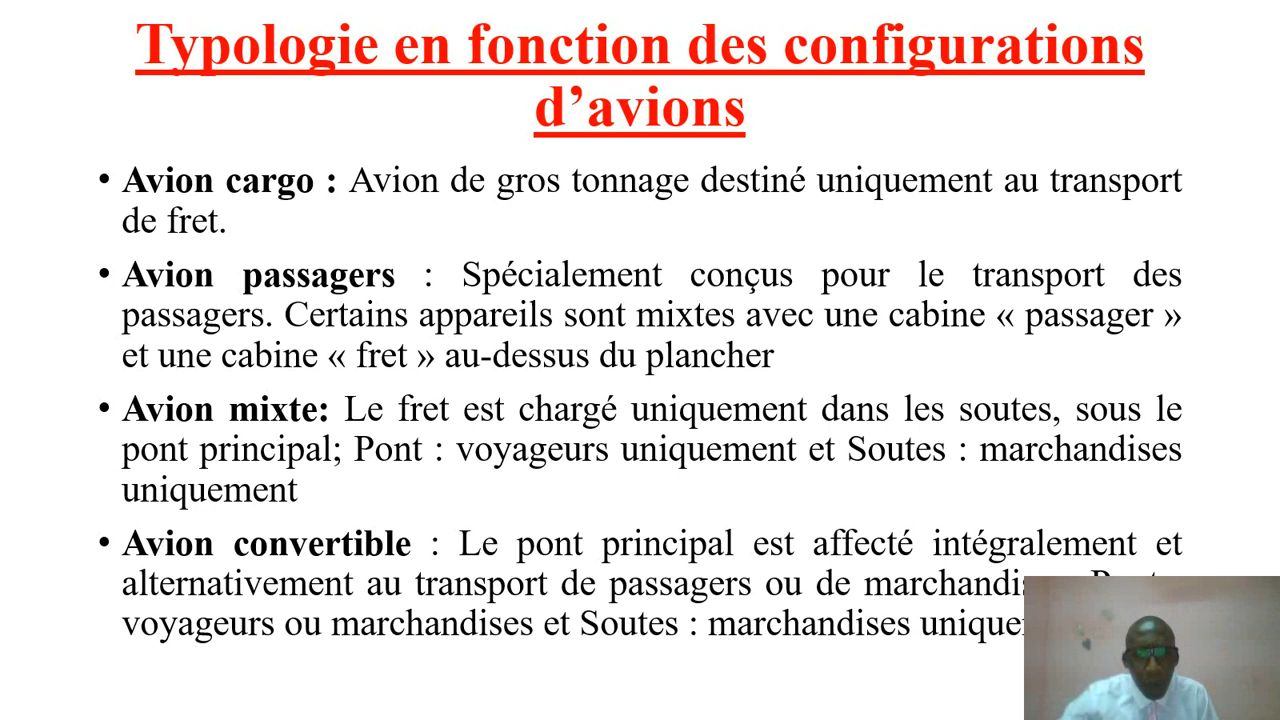 Typologie en fonction des configurations
d’avions
• Avion cargo : Avion de gros tonnage destiné uniquement au transport
de fret.
• Avion passagers : Spécialement conçus pour le transport des
passagers. Certains appareils sont mixtes avec une cabine « passager »
et une cabine « fret » au-dessus du plancher
• Avion mixte: Le fret est chargé uniquement dans les soutes, sous le
pont principal; Pont : voyageurs uniquement et Soutes : marchandises
uniquement
• Avion convertible : Le pont principal est affecté intégralement et
alternativement au transport de passagers ou de
voyageurs ou marchandises et Soutes : marchandises